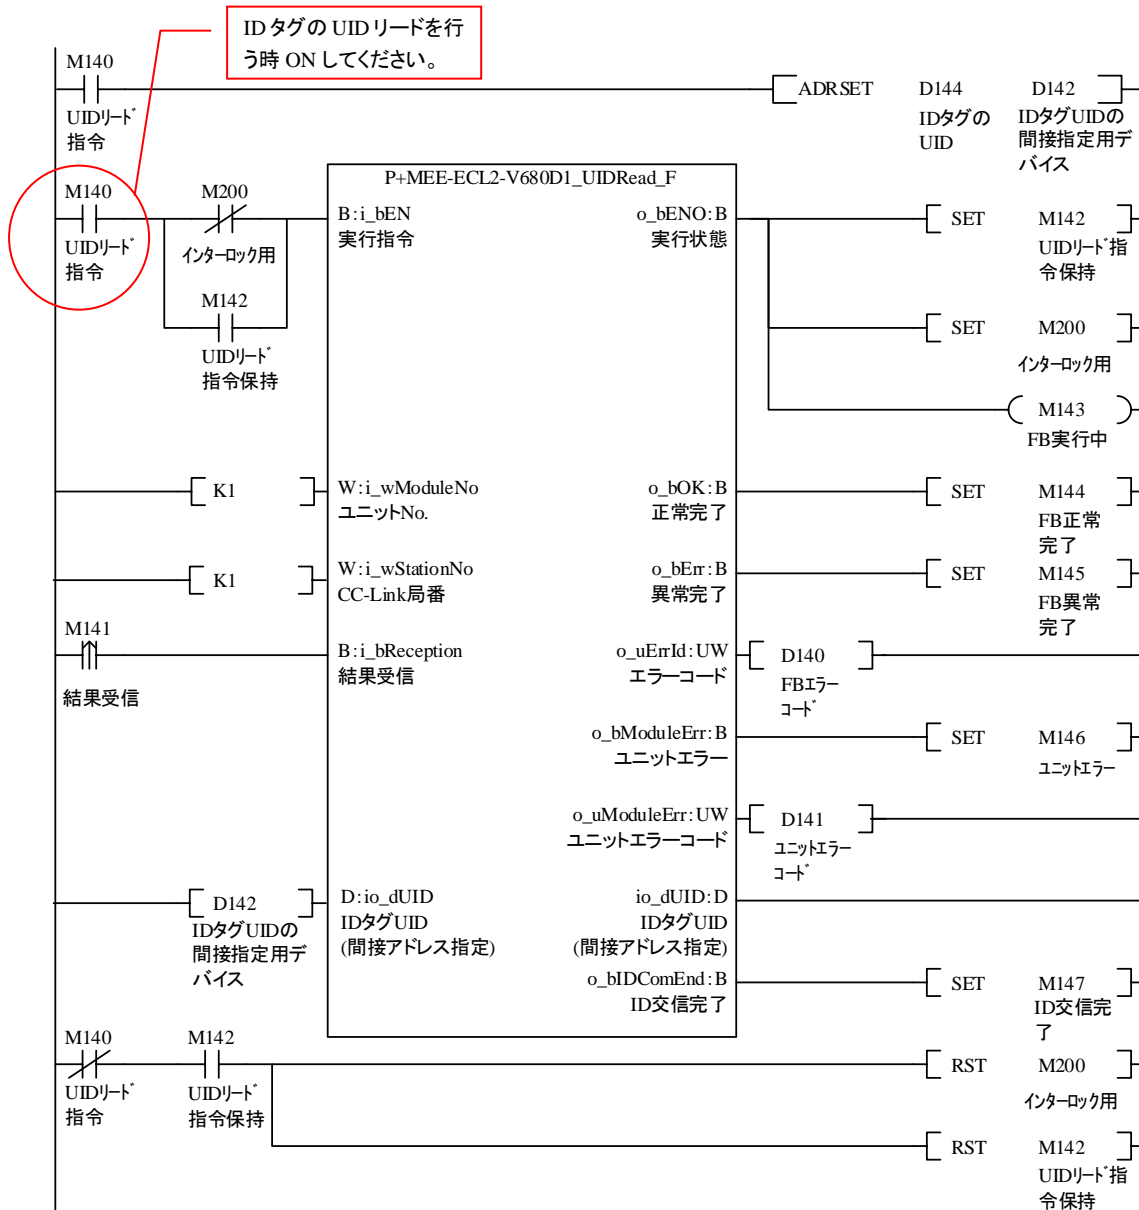 ID タグの UID リードを行
う時 ON してください。
M140
UIDリード
指令
ADRSET D144 D142
IDタグの
UID
IDタグUIDの
間接指定用デ
バイス
P+MEE-ECL2-V680D1_UIDRead_F
M140
UIDリード
指令
M200
インターロック用
M142
UIDリード
指令保持
B:i_bEN
実行指令
o_bENO:B
実行状態
SET M142
UIDリード指
令保持
SET M200
インターロック用
M143
FB実行中
K1
W:i_wModuleNo
ユニットNo.
o_bOK:B
正常完了
SET M144
FB正常
完了
K1
W:i_wStationNo
CC-Link局番
o_bErr:B
異常完了
SET M145
FB異常
完了
M141
結果受信
B:i_bReception
結果受信
o_uErrId:UW
エラーコード
D140
FBエラー
コード
o_bModuleErr:B
ユニットエラー
SET M146
ユニットエラー
o_uModuleErr:UW
ユニットエラーコード
D141
ユニットエラー
コード
D142
IDタグUIDの
間接指定用デ
バイス
D:io_dUID
IDタグUID
(間接アドレス指定)
io_dUID:D
IDタグUID
(間接アドレス指定)
o_bIDComEnd:B
ID交信完了
SET M147
ID交信完
了
M140
UIDリード
指令
M142
UIDリード
指令保持
RST M200
インターロック用
RST M142
UIDリード指
令保持